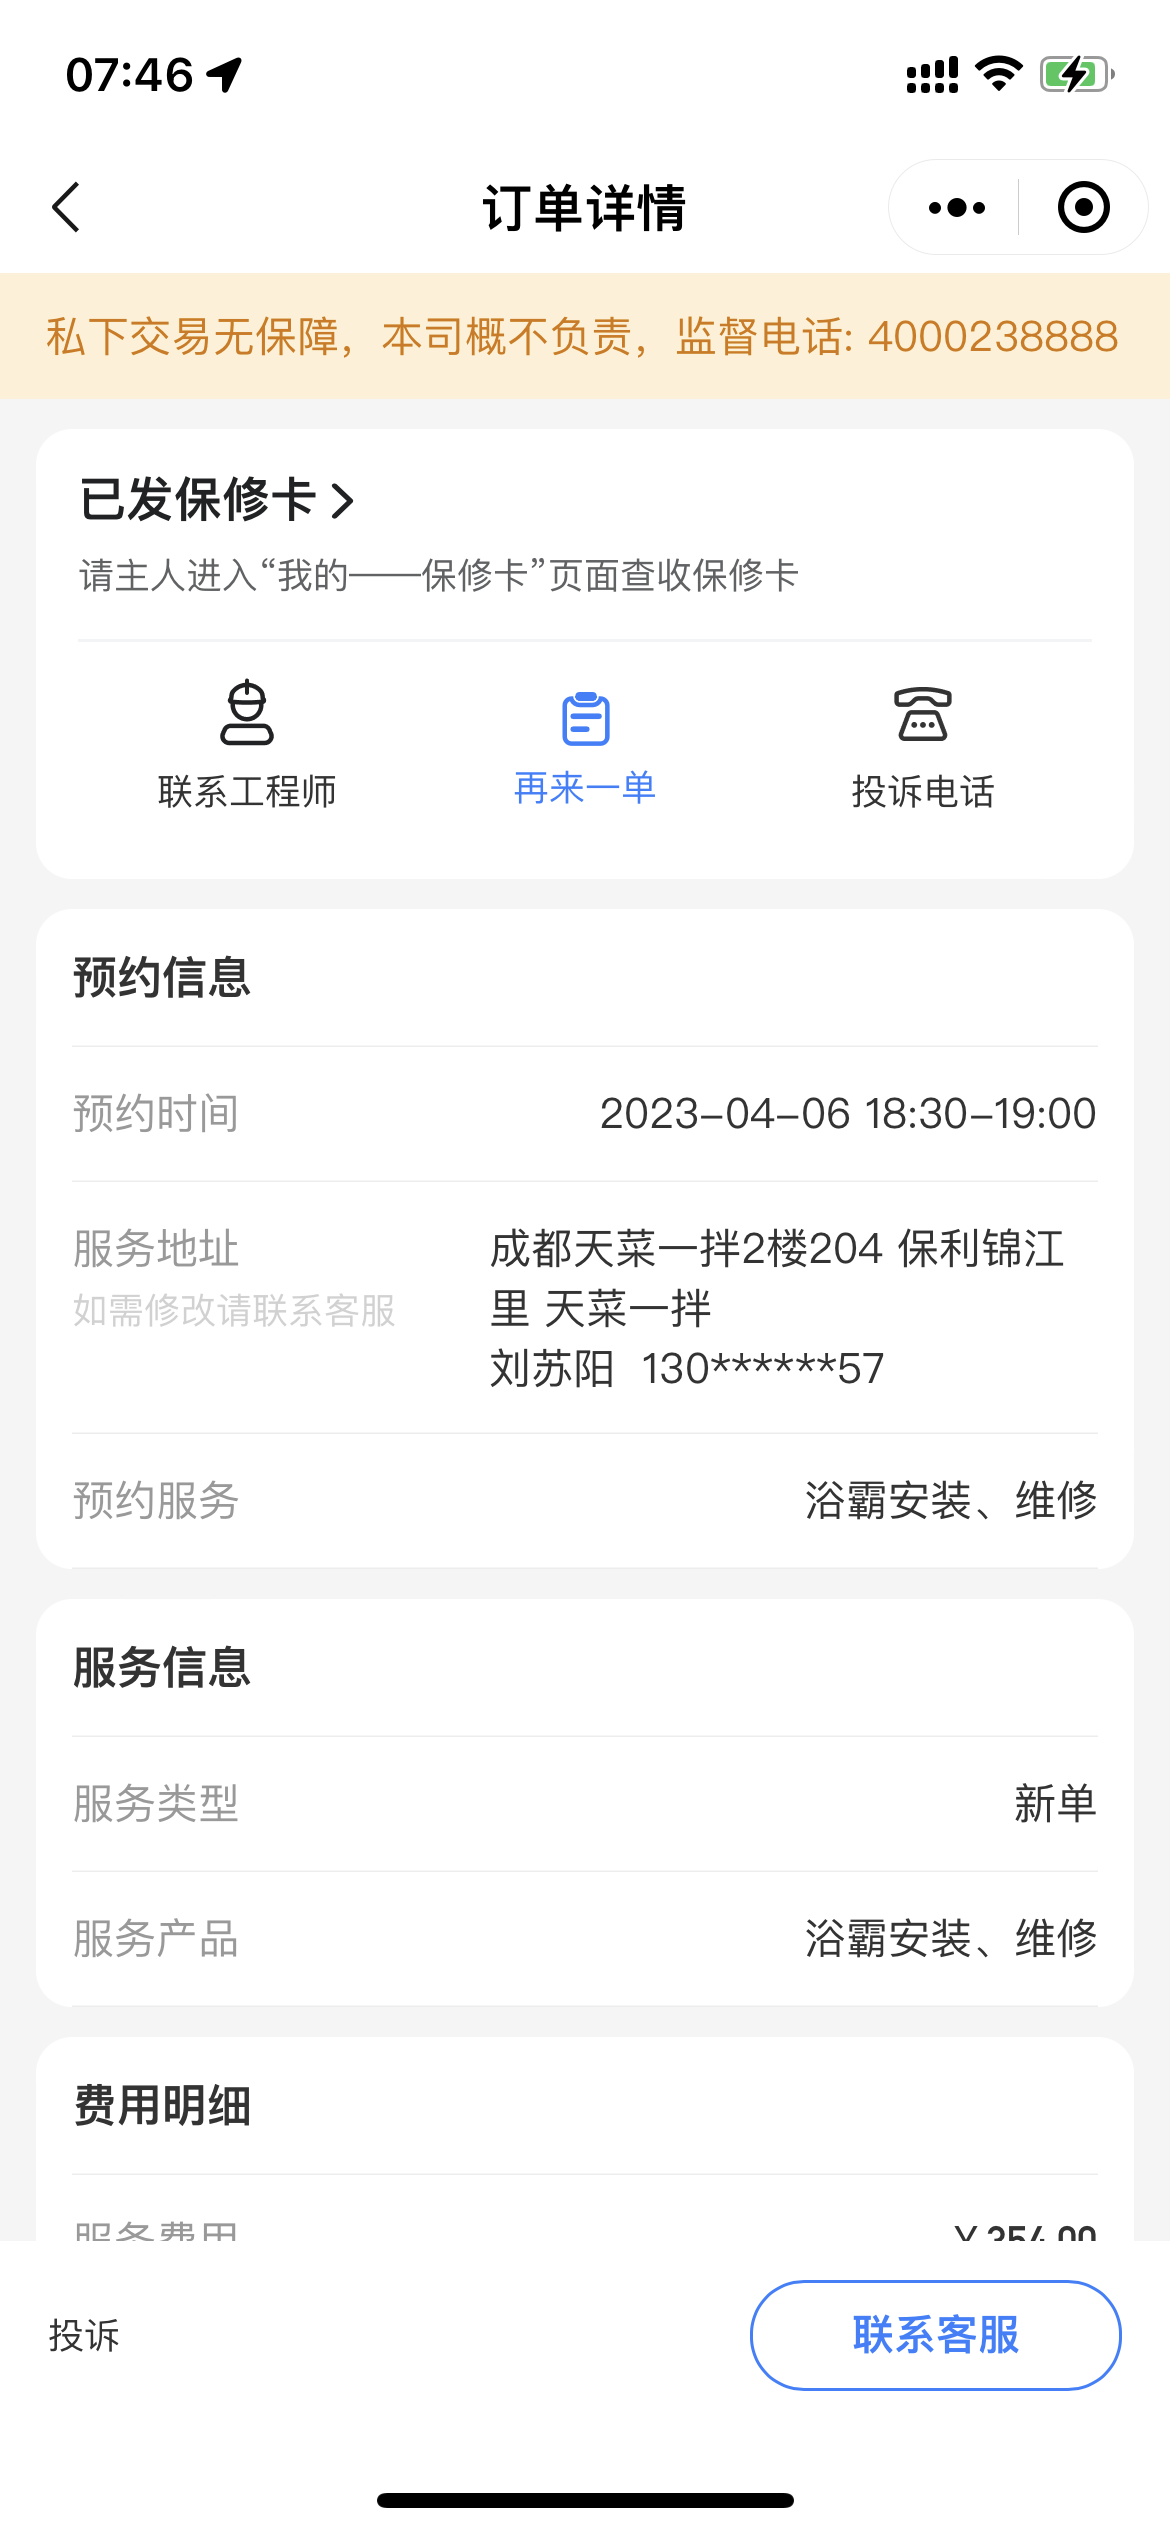 07:46
订单详情
私下交易无保障，本司概不负责，监督电话: 4000238888
已发保修卡
请主人进入“我的——保修卡”页面查收保修卡
联系工程师
再来一单
投诉电话
预约信息
预约时间 2023-04-06 18:30-19:00
服务地址 成都天菜一拌2楼204 保利锦江
如需修改请联系客服 里 天菜一拌
刘苏阳 130******57
预约服务 浴霸安装、维修
服务信息
服务类型 新单
服务产品 浴霸安装、维修
费用明细
服务费用 ¥ 354.00
投诉 联系客服